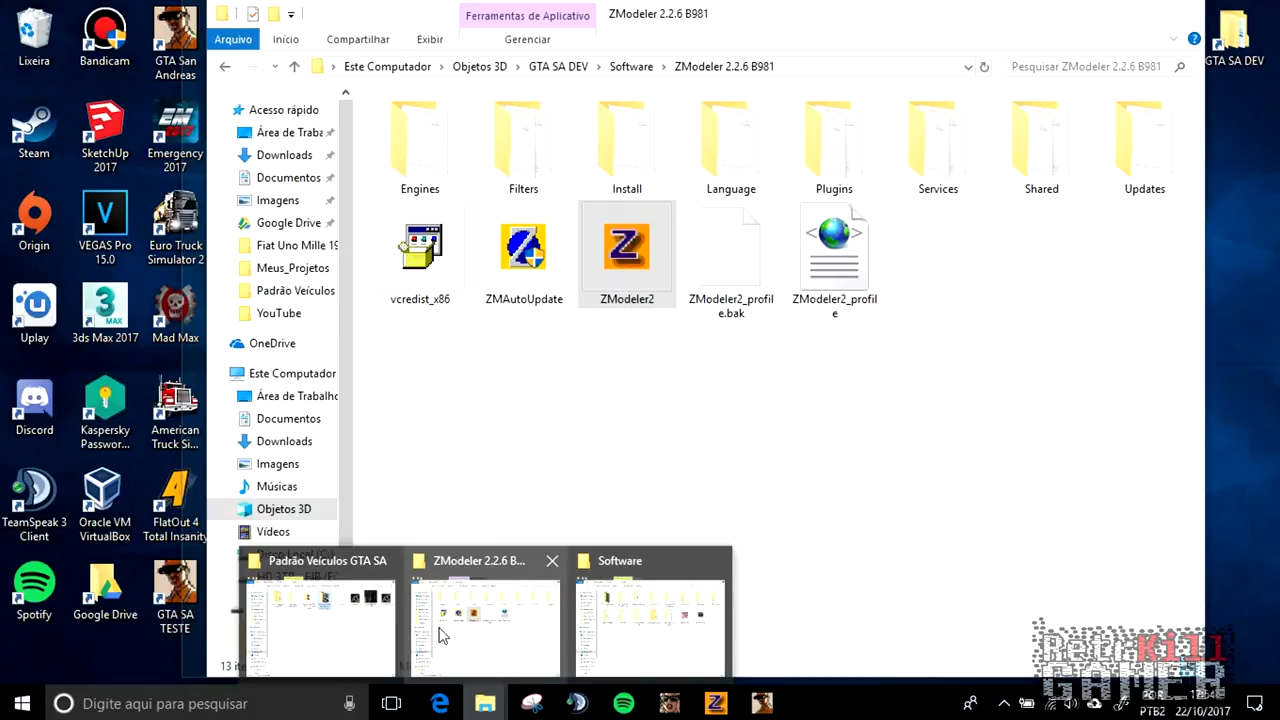 Lixeira
Bandicam
GTA San
Andreas
Steam
SketchUp
2017
Emergency
2017
Origin
VEGAS Pro
15.0
Euro Truck
Simulator 2
Uplay
3ds Max 2017
Mad Max
Discord
Kaspersky
Passwor...
American
Truck Si...
TeamSpeak 3
Client
Oracle VM
VirtualBox
FlatOut 4
Total Insanity
Spotify
Google Drive
GTA SA
TESTE
Ferramentas de Aplicativo
ZModeler 2.2.6 B981
Arquivo
Início
Compartilhar
Exibir
Gerenciar
Este Computador
Objetos 3D
GTA SA DEV
Software
ZModeler 2.2.6 B981
Pesquisar ZModeler 2.2.6 B981
GTA SA DEV
Acesso rápido
Área de Traba
Downloads
Documentos
Imagens
Google Drive
Fiat Uno Mille 19
Meus_Projetos
Padrão Veículos
YouTube
OneDrive
Este Computador
Área de Trabalho
Documentos
Downloads
Imagens
Músicas
Objetos 3D
Vídeos
Engines
Filters
Install
Language
Plugins
Services
Shared
Updates
vcredist_x86
ZMAutoUpdate
ZModeler2
ZModeler2_profil
e.bak
ZModeler2_profil
e
Padrão Veículos GTA SA
ZModeler 2.2.6 B...
Software
13 ite
Digite aqui para pesquisar
PTB2
22/10/2017